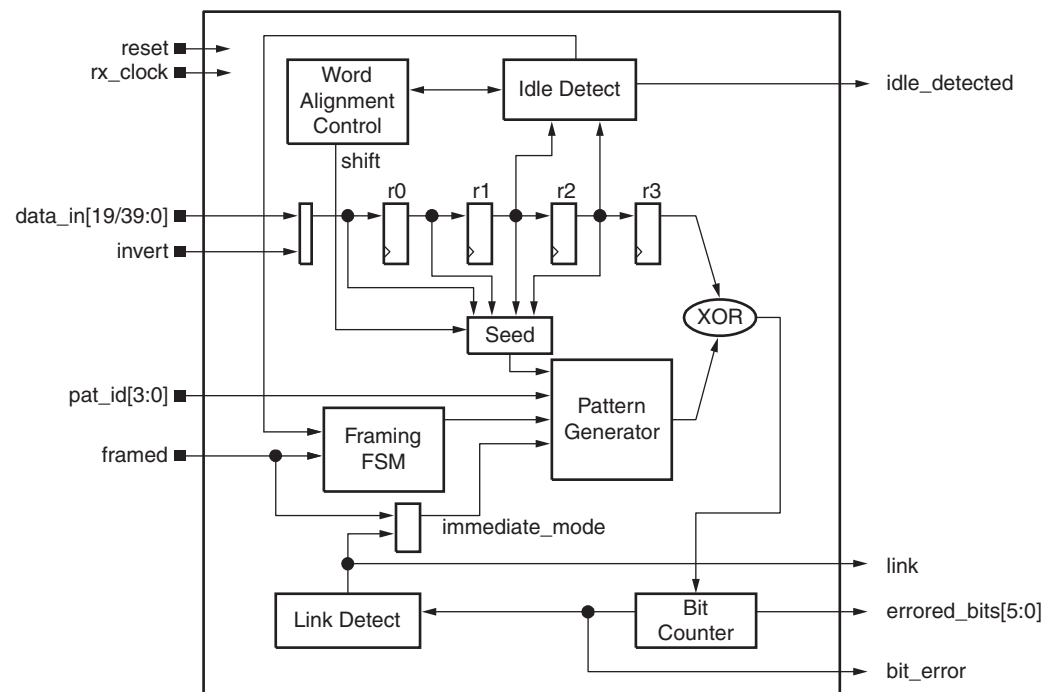 reset
rx_clock
Word
Alignment
Control
Idle Detect
idle_detected
shift
r0 r1 r2 r3
data_in[19/39:0]
invert
XOR
Seed
pat_id[3:0]
Pattern
Generator
Framing
FSM
framed
immediate_mode
link
Link Detect
Bit
Counter
errored_bits[5:0]
bit_error